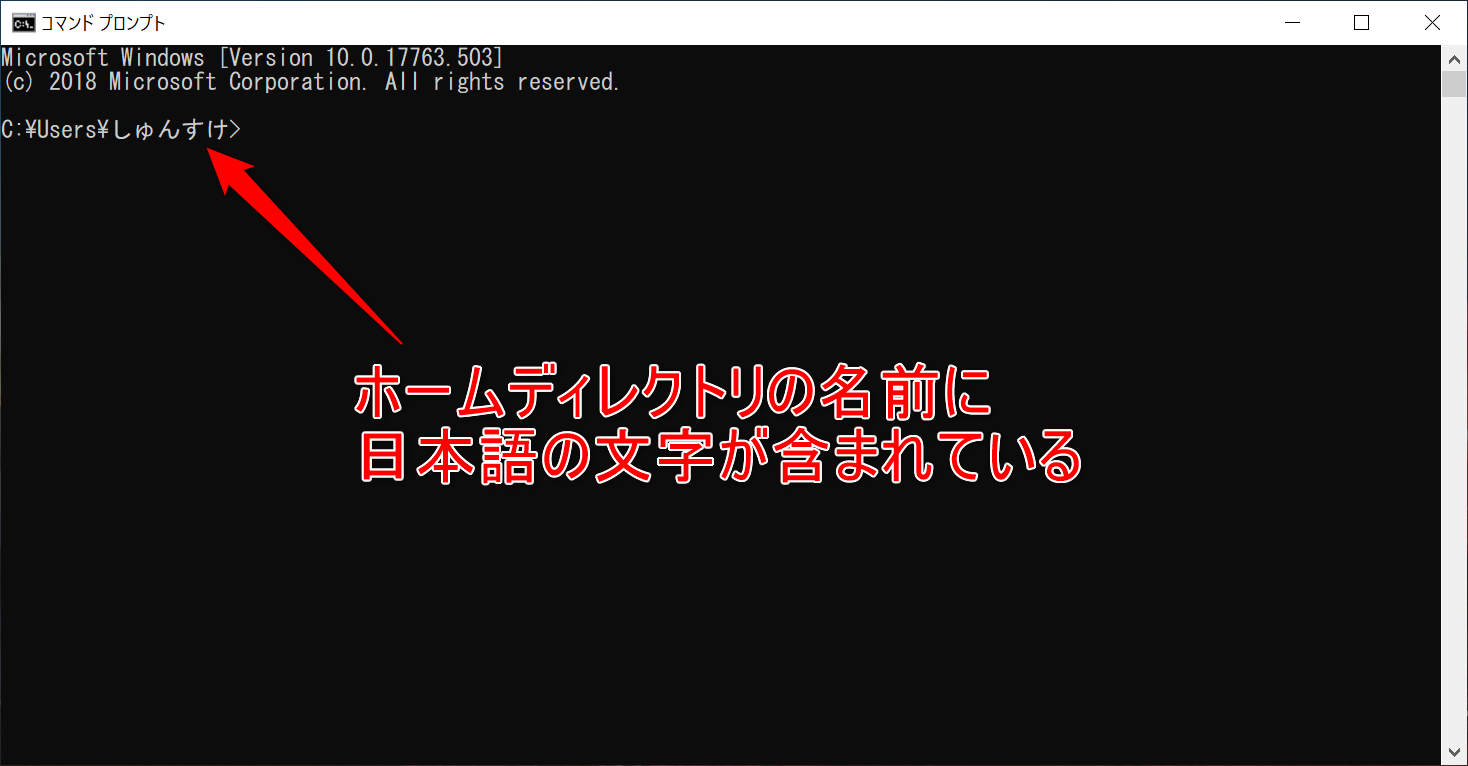 コマンド プロンプト
Microsoft Windows [Version 10.0.17763.503]
(c) 2018 Microsoft Corporation. All rights reserved.
C:¥Users¥しゅんすけ>
ホームディレクトリの名前に
日本語の文字が含まれている